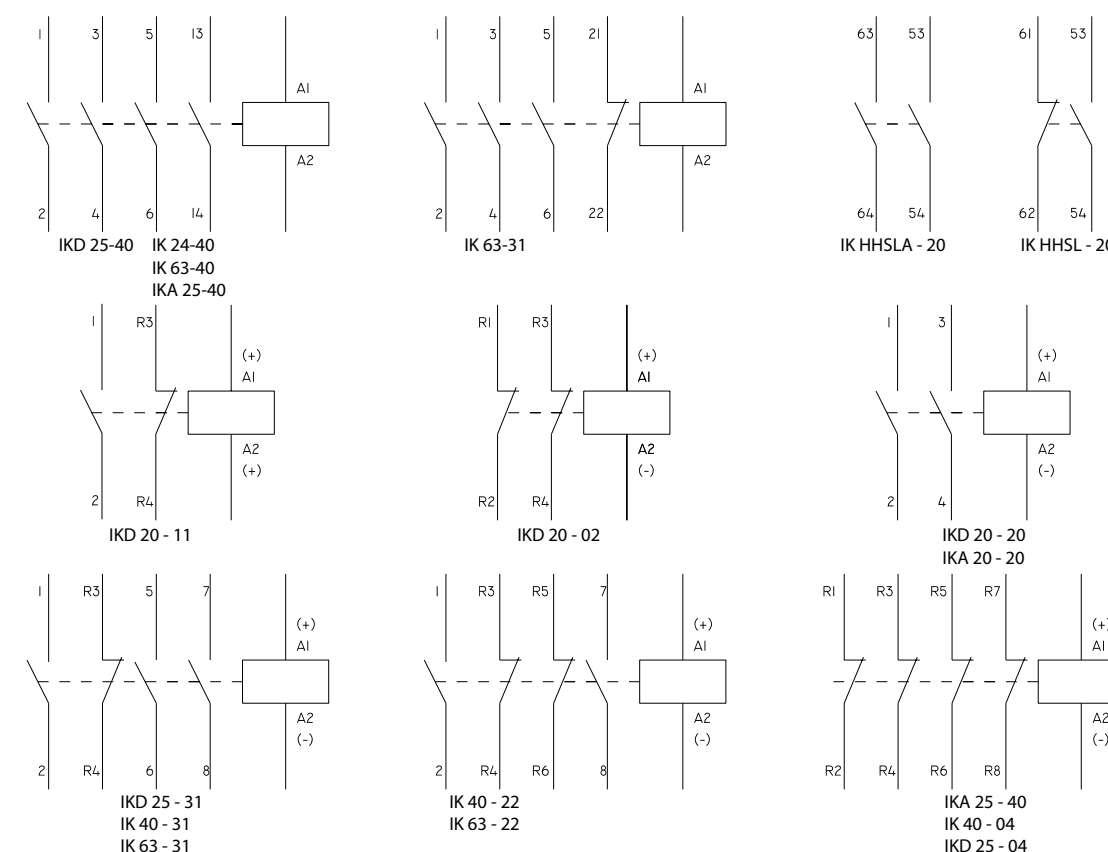 1 3 5 13
A1
A2
2 4 6 14
IKD 25-40 IK 24-40
IK 63-40
IKA 25-40
1 3 5 21
A1
A2
2 4 6 22
IK 63-31
63 53
64 54
IK HHSLA - 20
61 53
62 54
IK HHSL - 20
1 R3
(+)
A1
A2
(+)
2 R4
IKD 20 - 11
R1 R3
(+)
A1
A2
(-)
R2 R4
IKD 20 - 02
1 3
(+)
A1
A2
(-)
2 4
IKD 20 - 20
IKA 20 - 20
1 R3 5 7
(+)
A1
A2
(-)
2 R4 6 8
IKD 25 - 31
IK 40 - 31
IK 63 - 31
1 R3 R5 7
(+)
A1
A2
(-)
2 R4 R6 8
IK 40 - 22
IK 63 - 22
R1 R3 R5 R7
(+)
A1
A2
(-)
R2 R4 R6 R8
IKA 25 - 40
IK 40 - 04
IKD 25 - 04